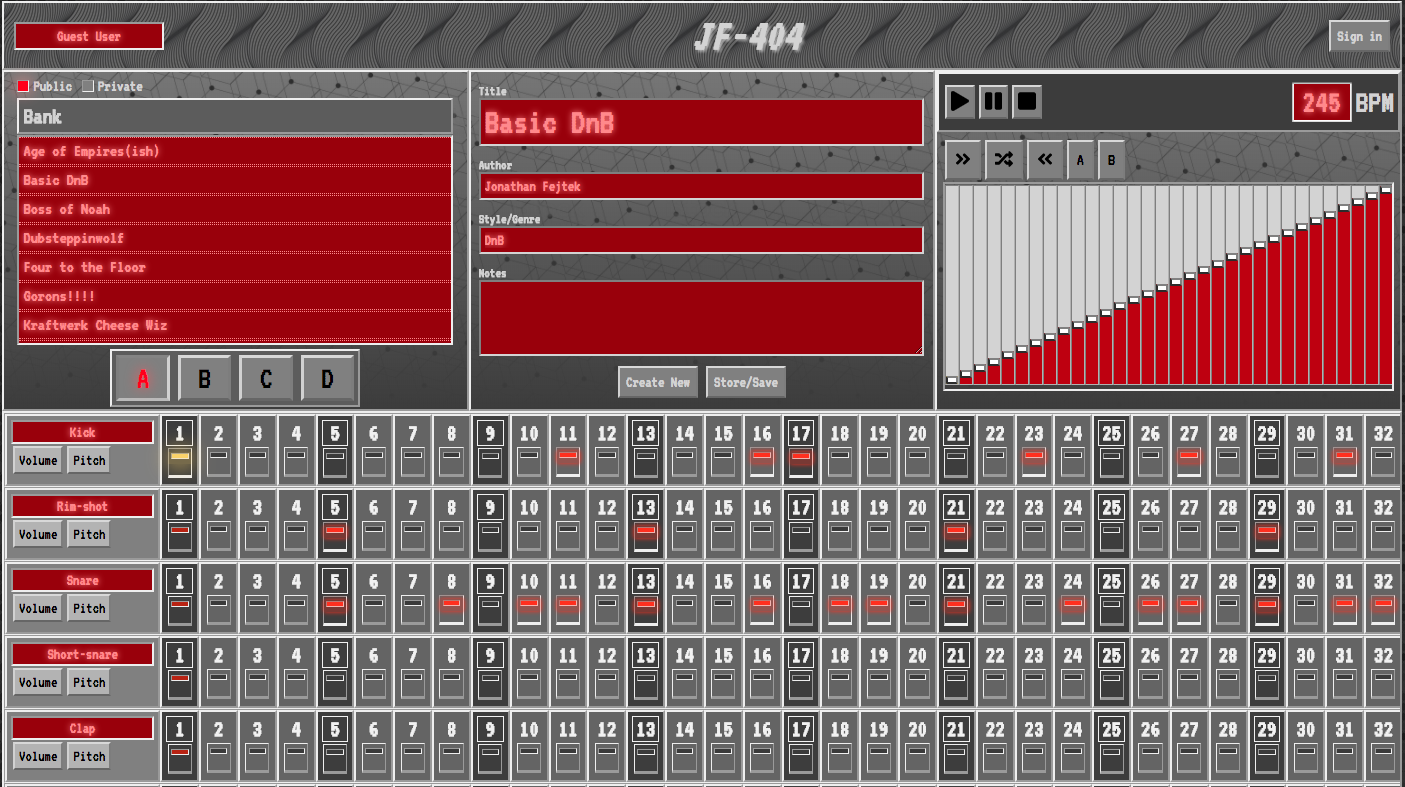 Guest User
JF-404
Sign in
Public Private
Bank
Age of Empires(ish)
Basic DnB
Boss of Noah
Dubsteppinwolf
Four to the Floor
Gorons!!!!
Kraftwerk Cheese Wiz
A B C D
Title
Basic DnB
Author
Jonathan Fejtek
Style/Genre
DnB
Notes
Create New Store/Save
245 BPM
A B
Kick
Volume Pitch
1 2 3 4 5 6 7 8 9 10 11 12 13 14 15 16 17 18 19 20 21 22 23 24 25 26 27 28 29 30 31 32
Rim-shot
Volume Pitch
1 2 3 4 5 6 7 8 9 10 11 12 13 14 15 16 17 18 19 20 21 22 23 24 25 26 27 28 29 30 31 32
Snare
Volume Pitch
1 2 3 4 5 6 7 8 9 10 11 12 13 14 15 16 17 18 19 20 21 22 23 24 25 26 27 28 29 30 31 32
Short-snare
Volume Pitch
1 2 3 4 5 6 7 8 9 10 11 12 13 14 15 16 17 18 19 20 21 22 23 24 25 26 27 28 29 30 31 32
Clap
Volume Pitch
1 2 3 4 5 6 7 8 9 10 11 12 13 14 15 16 17 18 19 20 21 22 23 24 25 26 27 28 29 30 31 32